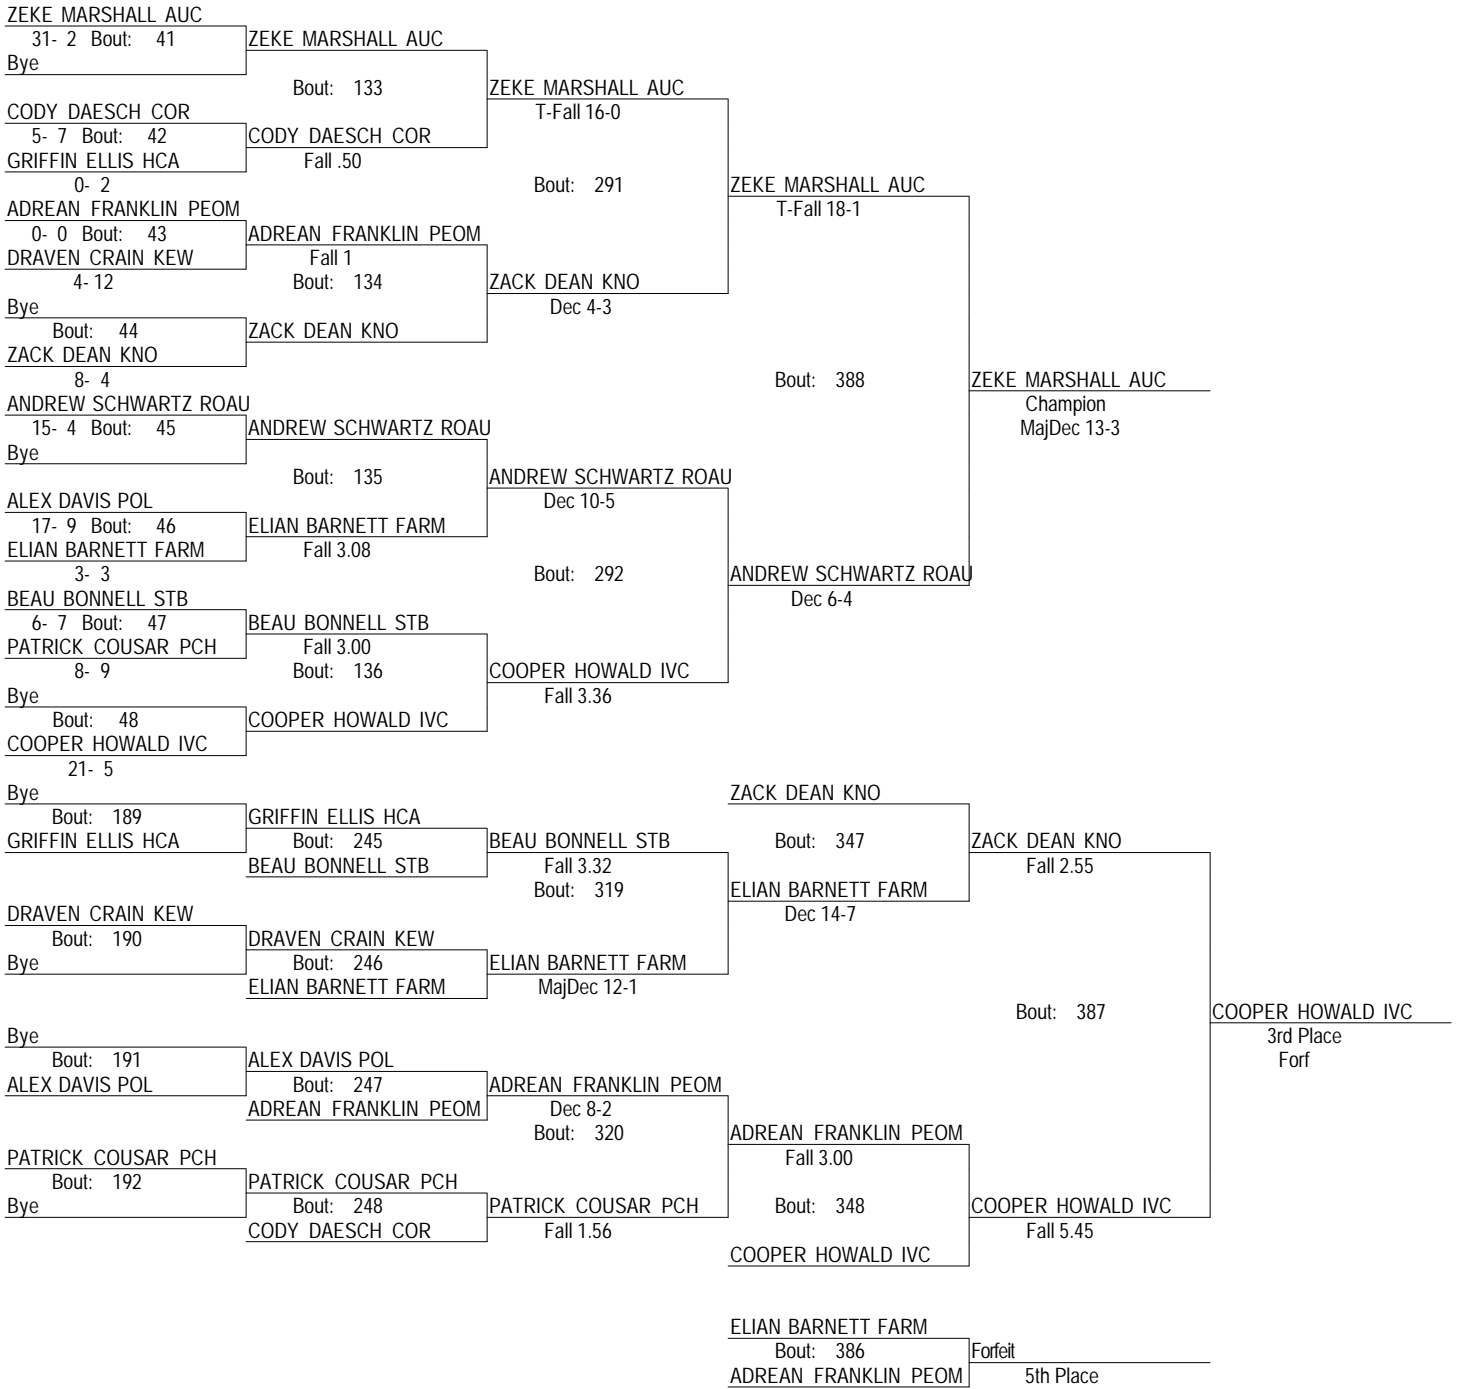 ZEKE MARSHALL AUC
31- 2 Bout: 41 ZEKE MARSHALL AUC
Bye
Bout: 133 ZEKE MARSHALL AUC
CODY DAESCH COR T-Fall 16-0
5- 7 Bout: 42 CODY DAESCH COR
GRIFFIN ELLIS HCA Fall .50
0- 2 Bout: 291 ZEKE MARSHALL AUC
ADREAN FRANKLIN PEOM T-Fall 18-1
0- 0 Bout: 43 ADREAN FRANKLIN PEOM
DRAVEN CRAIN KEW Fall 1
4- 12 Bout: 134 ZACK DEAN KNO
Bye Dec 4-3
Bout: 44 ZACK DEAN KNO
ZACK DEAN KNO
8- 4 Bout: 388 ZEKE MARSHALL AUC
ANDREW SCHWARTZ ROAU Champion
15- 4 Bout: 45 ANDREW SCHWARTZ ROAU MajDec 13-3
Bye
Bout: 135 ANDREW SCHWARTZ ROAU
ALEX DAVIS POL Dec 10-5
17- 9 Bout: 46 ELIAN BARNETT FARM
ELIAN BARNETT FARM Fall 3.08
3- 3 Bout: 292 ANDREW SCHWARTZ ROAU
BEAU BONNELL STB Dec 6-4
6- 7 Bout: 47 BEAU BONNELL STB
PATRICK COUSAR PCH Fall 3.00
8- 9 Bout: 136 COOPER HOWALD IVC
Bye Fall 3.36
Bout: 48 COOPER HOWALD IVC
COOPER HOWALD IVC
21- 5
Bye ZACK DEAN KNO
Bout: 189 GRIFFIN ELLIS HCA
GRIFFIN ELLIS HCA Bout: 245 BEAU BONNELL STB Bout: 347 ZACK DEAN KNO
BEAU BONNELL STB Fall 3.32 Fall 2.55
Bout: 319 ELIAN BARNETT FARM
DRAVEN CRAIN KEW Dec 14-7
Bout: 190 DRAVEN CRAIN KEW
Bye Bout: 246 ELIAN BARNETT FARM
ELIAN BARNETT FARM MajDec 12-1
Bout: 387 COOPER HOWALD IVC
Bye 3rd Place
Bout: 191 ALEX DAVIS POL Forf
ALEX DAVIS POL Bout: 247 ADREAN FRANKLIN PEOM
ADREAN FRANKLIN PEOM Dec 8-2
Bout: 320 ADREAN FRANKLIN PEOM
PATRICK COUSAR PCH Fall 3.00
Bout: 192 PATRICK COUSAR PCH
Bye Bout: 248 PATRICK COUSAR PCH Bout: 348 COOPER HOWALD IVC
CODY DAESCH COR Fall 1.56 Fall 5.45
COOPER HOWALD IVC
ELIAN BARNETT FARM
Bout: 386 Forfeit
ADREAN FRANKLIN PEOM 5th Place